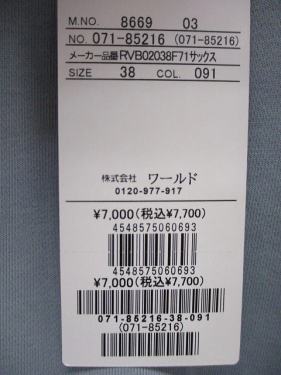 M.NO. 8669 03
NO. 071-85216 (071-85216)
メーカー品番RVB02038F71サックス
SIZE 38 COL. 091
株式会社 ワールド
0120-977-917
¥7,000(税込¥7,700)
4548575060693
4548575060693
¥7,000(税込¥7,700)
071-85216-38-091
(071-85216)